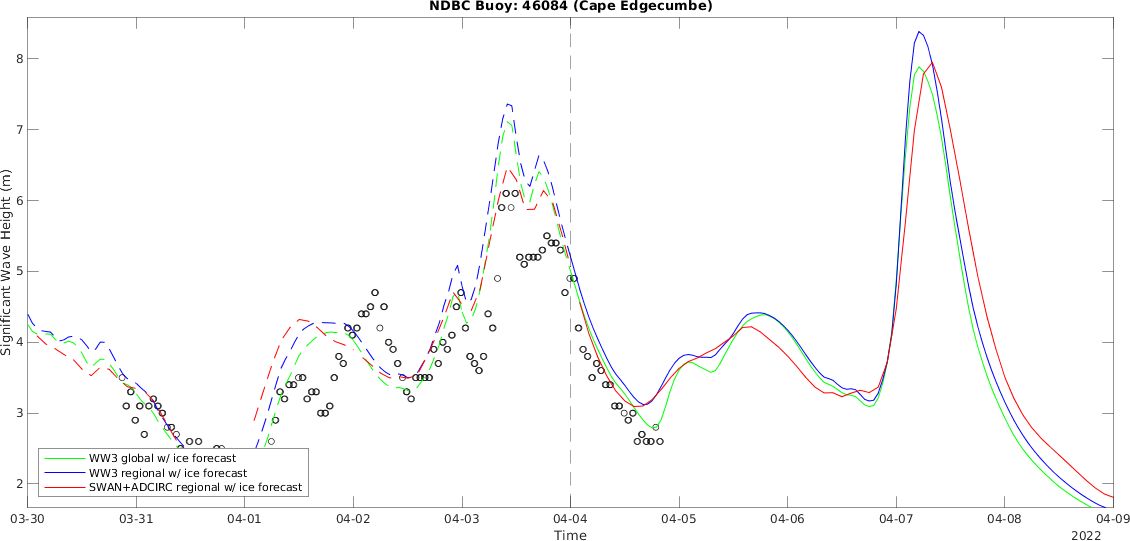 NDBC Buoy: 46084 (Cape Edgecumbe)
Significant Wave Height (m)
8
7
6
5
4
3
2
WW3 global w/ ice forecast
WW3 regional w/ ice forecast
SWAN+ADCIRC regional w/ ice forecast
03-30 03-31 04-01 04-02 04-03 04-04 04-05 04-06 04-07 04-08 04-09
Time
2022